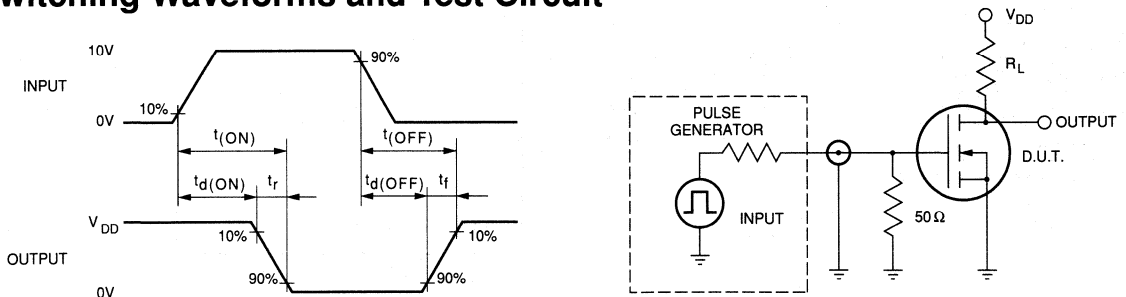 Switching Waveforms and Test Circuit
10V
INPUT
90%
10%
0V
t(ON)
t(OFF)
td(ON)
tr
td(OFF)
tf
VDD
10%
10%
OUTPUT
90%
90%
0V
VDD
RL
PULSE
GENERATOR
OUTPUT
D.U.T.
INPUT
50Ω